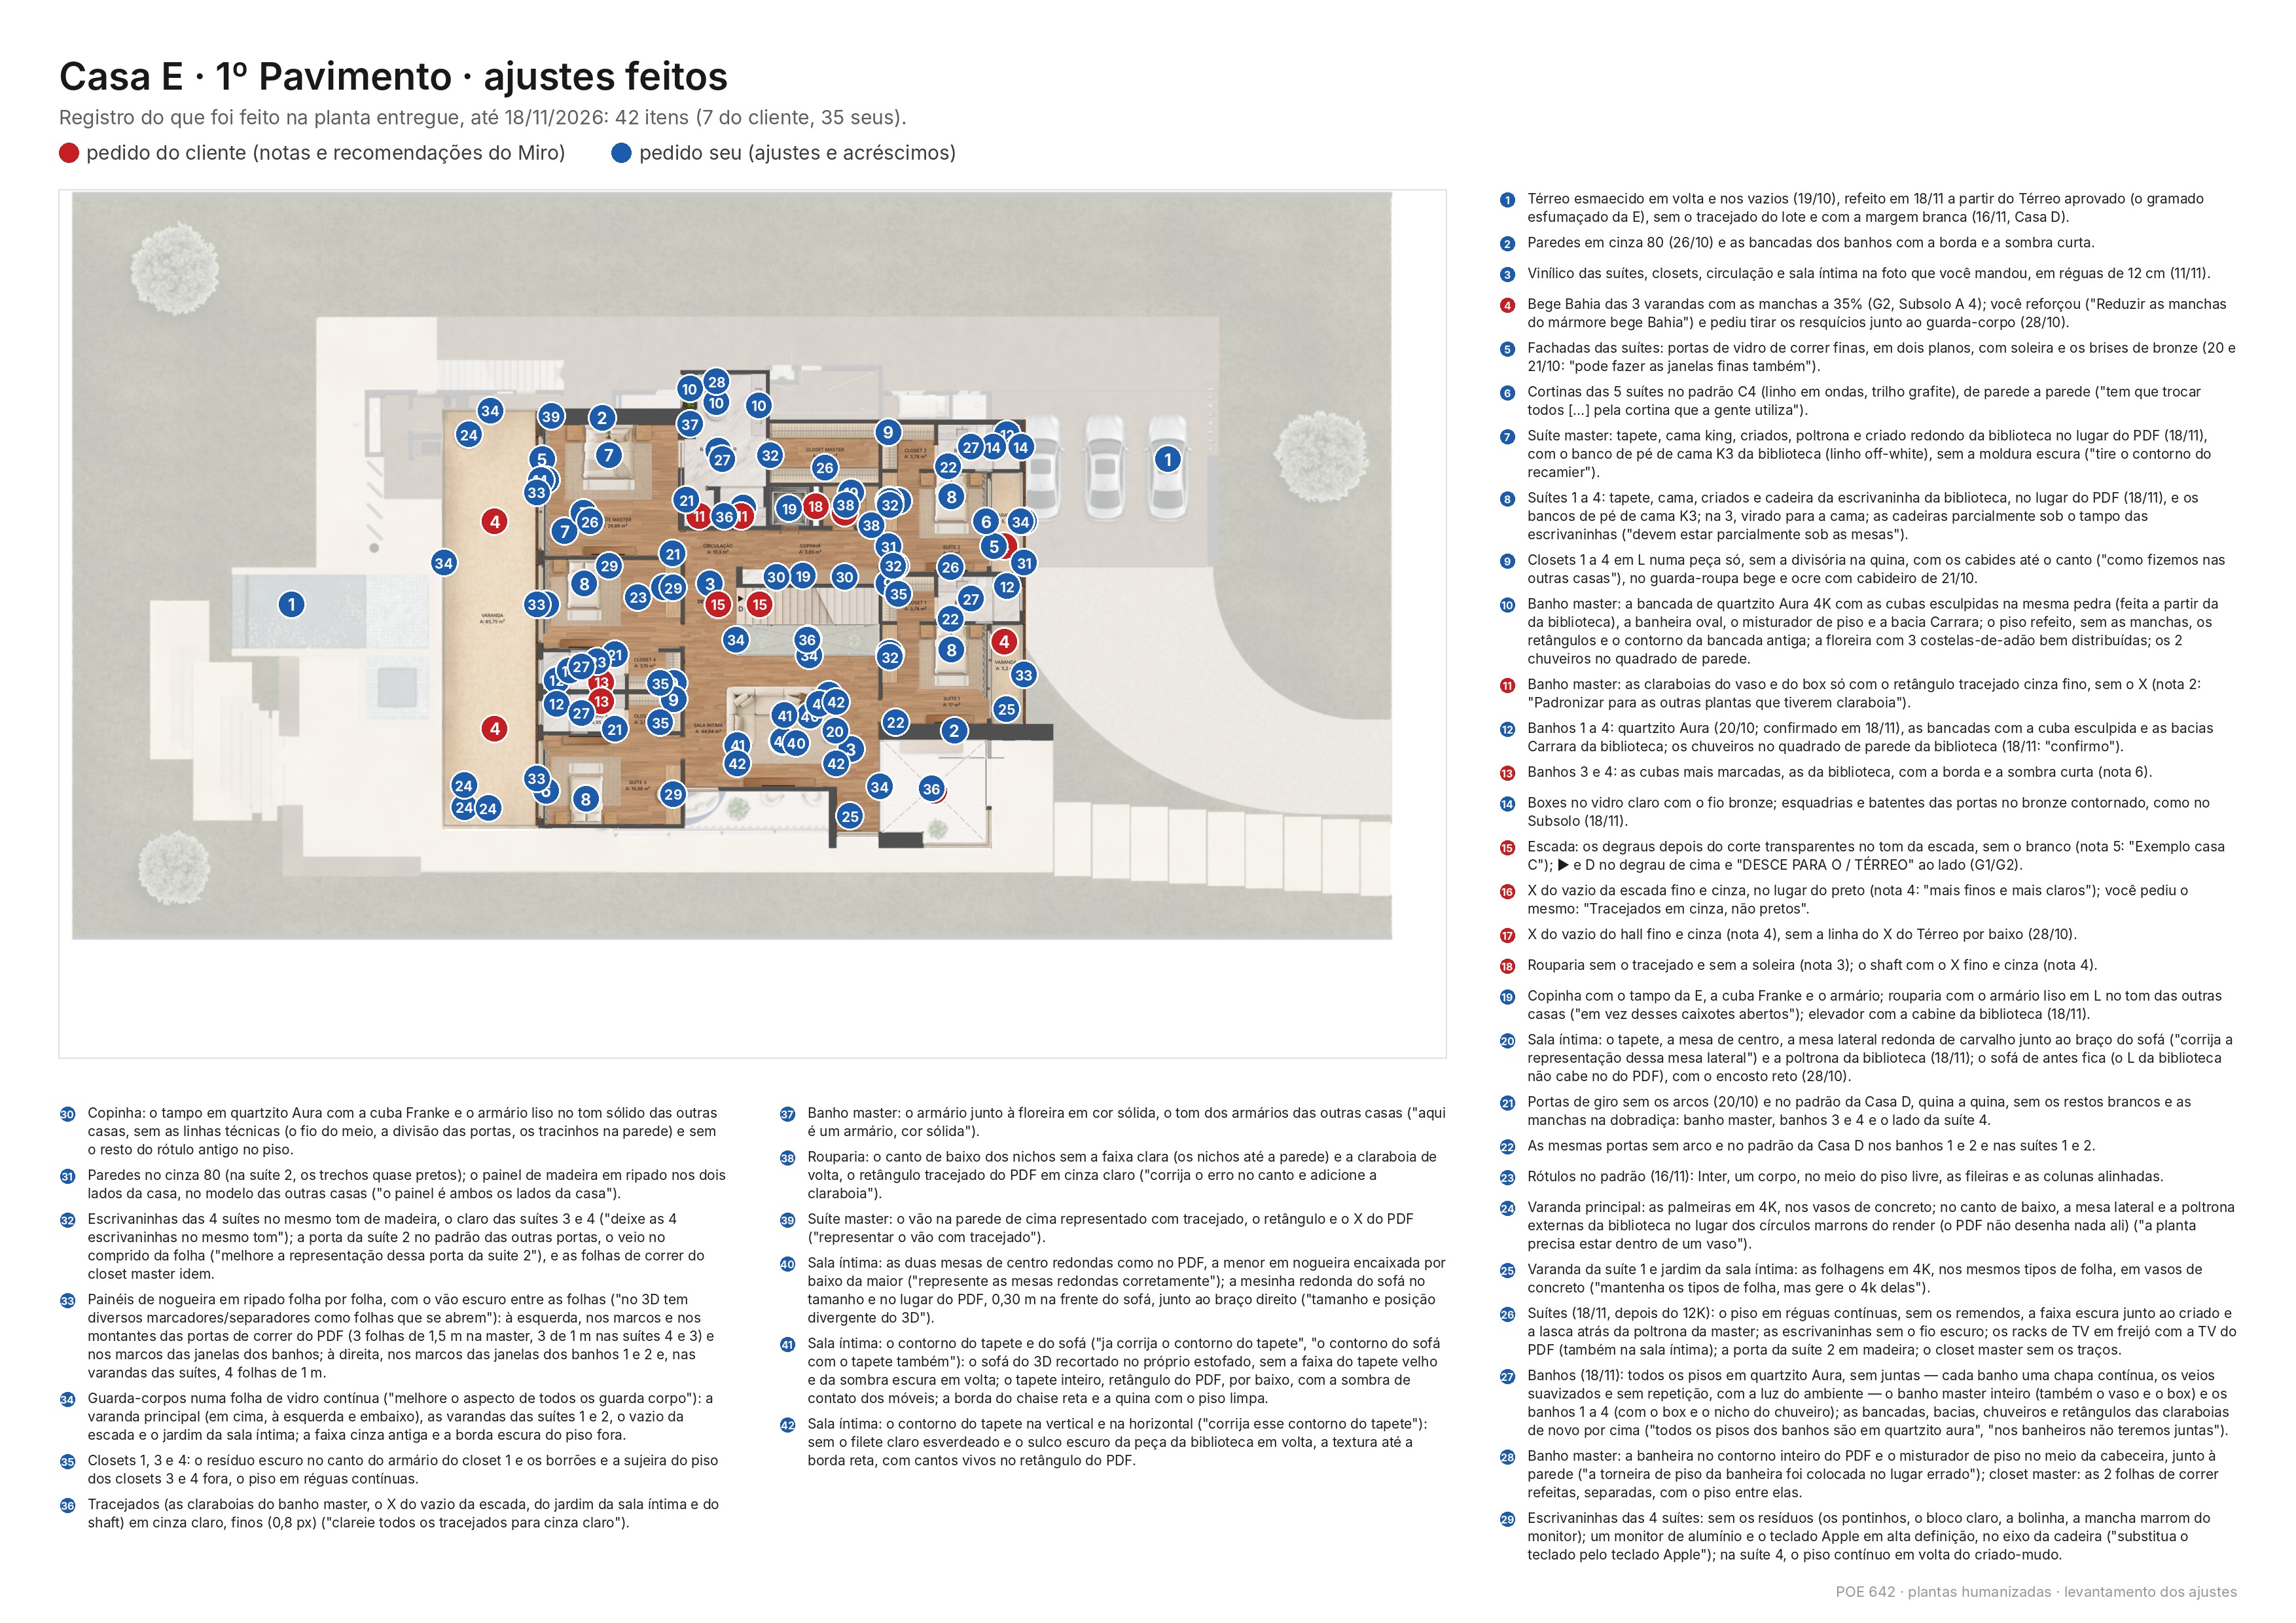 Casa E · 1º Pavimento · ajustes feitos
Registro do que foi feito na planta entregue, até 18/11/2026: 42 itens (7 do cliente, 35 seus).
pedido do cliente (notas e recomendações do Miro)
pedido seu (ajustes e acréscimos)
1 Térreo esmaecido em volta e nos vazios (19/10), refeito em 18/11 a partir do Térreo aprovado (o gramado
esfumaçado da E), sem o tracejado do lote e com a margem branca (16/11, Casa D).
2 Paredes em cinza 80 (26/10) e as bancadas dos banhos com a borda e a sombra curta.
3 Vinílico das suítes, closets, circulação e sala íntima na foto que você mandou, em réguas de 12 cm (11/11).
4 Bege Bahia das 3 varandas com as manchas a 35% (G2, Subsolo A 4); você reforçou ("Reduzir as manchas
do mármore bege Bahia") e pediu tirar os resquícios junto ao guarda-corpo (28/10).
5 Fachadas das suítes: portas de vidro de correr finas, em dois planos, com soleira e os brises de bronze (20 e
21/10: "pode fazer as janelas finas também").
6 Cortinas das 5 suítes no padrão C4 (linho em ondas, trilho grafite), de parede a parede ("tem que trocar
todos [...] pela cortina que a gente utiliza").
7 Suíte master: tapete, cama king, criados, poltrona e criado redondo da biblioteca no lugar do PDF (18/11),
com o banco de pé de cama K3 da biblioteca (linho off-white), sem a moldura escura ("tire o contorno do
recamier").
8 Suítes 1 a 4: tapete, cama, criados e cadeira da escrivaninha da biblioteca, no lugar do PDF (18/11), e os
bancos de pé de cama K3; na 3, virado para a cama; as cadeiras parcialmente sob o tampo das
escrivaninhas ("devem estar parcialmente sob as mesas").
9 Closets 1 a 4 em L numa peça só, sem a divisória na quina, com os cabides até o canto ("como fizemos nas
outras casas"), no guarda-roupa bege e ocre com cabideiro de 21/10.
10 Banho master: a bancada de quartzito Aura 4K com as cubas esculpidas na mesma pedra (feita a partir da
da biblioteca), a banheira oval, o misturador de piso e a bacia Carrara; o piso refeito, sem as manchas, os
retângulos e o contorno da bancada antiga; a floreira com 3 costelas-de-adão bem distribuídas; os 2
chuveiros no quadrado de parede.
11 Banho master: as claraboias do vaso e do box só com o retângulo tracejado cinza fino, sem o X (nota 2:
"Padronizar para as outras plantas que tiverem claraboia").
12 Banhos 1 a 4: quartzito Aura (20/10; confirmado em 18/11), as bancadas com a cuba esculpida e as bacias
Carrara da biblioteca; os chuveiros no quadrado de parede da biblioteca (18/11: "confirmo").
13 Banhos 3 e 4: as cubas mais marcadas, as da biblioteca, com a borda e a sombra curta (nota 6).
14 Boxes no vidro claro com o fio bronze; esquadrias e batentes das portas no bronze contornado, como no
Subsolo (18/11).
15 Escada: os degraus depois do corte transparentes no tom da escada, sem o branco (nota 5: "Exemplo casa
C"); ▶ e D no degrau de cima e "DESCE PARA O / TÉRREO" ao lado (G1/G2).
16 X do vazio da escada fino e cinza, no lugar do preto (nota 4: "mais finos e mais claros"); você pediu o
mesmo: "Tracejados em cinza, não pretos".
17 X do vazio do hall fino e cinza (nota 4), sem a linha do X do Térreo por baixo (28/10).
18 Rouparia sem o tracejado e sem a soleira (nota 3); o shaft com o X fino e cinza (nota 4).
19 Copinha com o tampo da E, a cuba Franke e o armário; rouparia com o armário liso em L no tom das outras
casas ("em vez desses caixotes abertos"); elevador com a cabine da biblioteca (18/11).
20 Sala íntima: o tapete, a mesa de centro, a mesa lateral redonda de carvalho junto ao braço do sofá ("corrija a
representação dessa mesa lateral") e a poltrona da biblioteca (18/11); o sofá de antes fica (o L da biblioteca
não cabe no do PDF), com o encosto reto (28/10).
21 Portas de giro sem os arcos (20/10) e no padrão da Casa D, quina a quina, sem os restos brancos e as
manchas na dobradiça: banho master, banhos 3 e 4 e o lado da suíte 4.
22 As mesmas portas sem arco e no padrão da Casa D nos banhos 1 e 2 e nas suítes 1 e 2.
23 Rótulos no padrão (16/11): Inter, um corpo, no meio do piso livre, as fileiras e as colunas alinhadas.
24 Varanda principal: as palmeiras em 4K, nos vasos de concreto; no canto de baixo, a mesa lateral e a poltrona
externas da biblioteca no lugar dos círculos marrons do render (o PDF não desenha nada ali) ("a planta
precisa estar dentro de um vaso").
25 Varanda da suíte 1 e jardim da sala íntima: as folhagens em 4K, nos mesmos tipos de folha, em vasos de
concreto ("mantenha os tipos de folha, mas gere o 4k delas").
26 Suítes (18/11, depois do 12K): o piso em réguas contínuas, sem os remendos, a faixa escura junto ao criado e
a lasca atrás da poltrona da master; as escrivaninhas sem o fio escuro; os racks de TV em freijó com a TV do
PDF (também na sala íntima); a porta da suíte 2 em madeira; o closet master sem os traços.
27 Banhos (18/11): todos os pisos em quartzito Aura, sem juntas — cada banho uma chapa contínua, os veios
suavizados e sem repetição, com a luz do ambiente — o banho master inteiro (também o vaso e o box) e os
banhos 1 a 4 (com o box e o nicho do chuveiro); as bancadas, bacias, chuveiros e retângulos das claraboias
de novo por cima ("todos os pisos dos banhos são em quartzito aura", "nos banheiros não teremos juntas").
28 Banho master: a banheira no contorno inteiro do PDF e o misturador de piso no meio da cabeceira, junto à
parede ("a torneira de piso da banheira foi colocada no lugar errado"); closet master: as 2 folhas de correr
refeitas, separadas, com o piso entre elas.
29 Escrivaninhas das 4 suítes: sem os resíduos (os pontinhos, o bloco claro, a bolinha, a mancha marrom do
monitor); um monitor de alumínio e o teclado Apple em alta definição, no eixo da cadeira ("substitua o
teclado pelo teclado Apple"); na suíte 4, o piso contínuo em volta do criado-mudo.
30 Copinha: o tampo em quartzito Aura com a cuba Franke e o armário liso no tom sólido das outras
casas, sem as linhas técnicas (o fio do meio, a divisão das portas, os tracinhos na parede) e sem
o resto do rótulo antigo no piso.
31 Paredes no cinza 80 (na suíte 2, os trechos quase pretos); o painel de madeira em ripado nos dois
lados da casa, no modelo das outras casas ("o painel é ambos os lados da casa").
32 Escrivaninhas das 4 suítes no mesmo tom de madeira, o claro das suítes 3 e 4 ("deixe as 4
escrivaninhas no mesmo tom"); a porta da suíte 2 no padrão das outras portas, o veio no
comprido da folha ("melhore a representação dessa porta da suite 2"), e as folhas de correr do
closet master idem.
33 Painéis de nogueira em ripado folha por folha, com o vão escuro entre as folhas ("no 3D tem
diversos marcadores/separadores como folhas que se abrem"): à esquerda, nos marcos e nos
montantes das portas de correr do PDF (3 folhas de 1,5 m na master, 3 de 1 m nas suítes 4 e 3) e
nos marcos das janelas dos banhos; à direita, nos marcos das janelas dos banhos 1 e 2 e, nas
varandas das suítes, 4 folhas de 1 m.
34 Guarda-corpos numa folha de vidro contínua ("melhore o aspecto de todos os guarda corpo"): a
varanda principal (em cima, à esquerda e embaixo), as varandas das suítes 1 e 2, o vazio da
escada e o jardim da sala íntima; a faixa cinza antiga e a borda escura do piso fora.
35 Closets 1, 3 e 4: o resíduo escuro no canto do armário do closet 1 e os borrões e a sujeira do piso
dos closets 3 e 4 fora, o piso em réguas contínuas.
36 Tracejados (as claraboias do banho master, o X do vazio da escada, do jardim da sala íntima e do
shaft) em cinza claro, finos (0,8 px) ("clareie todos os tracejados para cinza claro").
37 Banho master: o armário junto à floreira em cor sólida, o tom dos armários das outras casas ("aqui
é um armário, cor sólida").
38 Rouparia: o canto de baixo dos nichos sem a faixa clara (os nichos até a parede) e a claraboia de
volta, o retângulo tracejado do PDF em cinza claro ("corrija o erro no canto e adicione a
claraboia").
39 Suíte master: o vão na parede de cima representado com tracejado, o retângulo e o X do PDF
("representar o vão com tracejado").
40 Sala íntima: as duas mesas de centro redondas como no PDF, a menor em nogueira encaixada por
baixo da maior ("represente as mesas redondas corretamente"); a mesinha redonda do sofá no
tamanho e no lugar do PDF, 0,30 m na frente do sofá, junto ao braço direito ("tamanho e posição
divergente do 3D").
41 Sala íntima: o contorno do tapete e do sofá ("ja corrija o contorno do tapete", "o contorno do sofá
com o tapete também"): o sofá do 3D recortado no próprio estofado, sem a faixa do tapete velho
e da sombra escura em volta; o tapete inteiro, retângulo do PDF, por baixo, com a sombra de
contato dos móveis; a borda do chaise reta e a quina com o piso limpa.
42 Sala íntima: o contorno do tapete na vertical e na horizontal ("corrija esse contorno do tapete"):
sem o filete claro esverdeado e o sulco escuro da peça da biblioteca em volta, a textura até a
borda reta, com cantos vivos no retângulo do PDF.
POE 642 · plantas humanizadas · levantamento dos ajustes